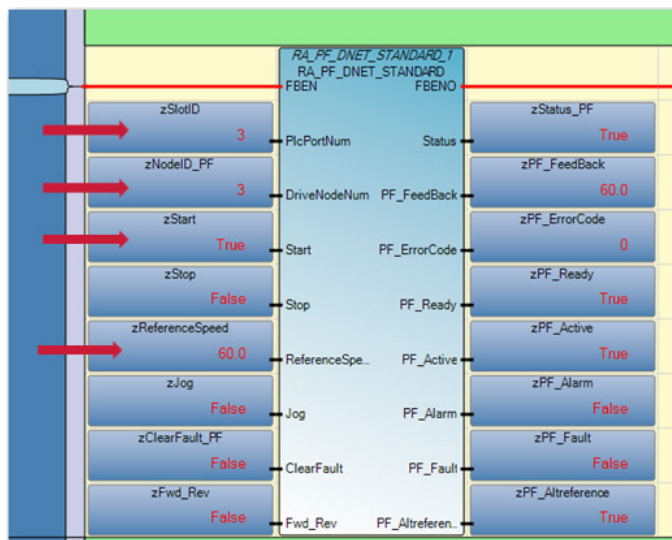 RA_PF_DNET_STANDARD_1
RA_PF_DNET_STANDARD
FBEN FBENO
zSlotID
3
PlcPortNum
Status
zStatus_PF
True
zNodeID_PF
3
DriveNodeNum
PF_FeedBack
zPF_FeedBack
60.0
zStart
True
Start
PF_ErrorCode
zPF_ErrorCode
0
zStop
False
Stop
PF_Ready
zPF_Ready
True
zReferenceSpeed
60.0
ReferenceSpe...
PF_Active
zPF_Active
True
zJog
False
Jog
PF_Alarm
zPF_Alarm
False
zClearFault_PF
False
ClearFault
PF_Fault
zPF_Fault
False
zFwd_Rev
False
Fwd_Rev
PF_Altreferen...
zPF_Altreference
True